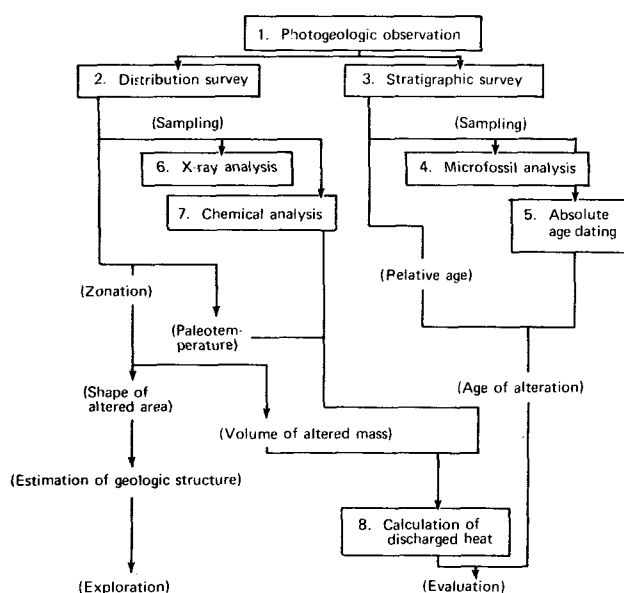 1. Photogeologic observation
2. Distribution survey
3. Stratigraphic survey
(Sampling)
(Sampling)
6. X-ray analysis
4. Microfossil analysis
7. Chemical analysis
5. Absolute
age dating
(Zonation)
(Pelative age)
(Paleotem-
perature)
(Shape of
altered area)
(Age of alteration)
(Volume of altered mass)
(Estimation of geologic structure)
8. Calculation of
discharged heat
(Exploration)
(Evaluation)